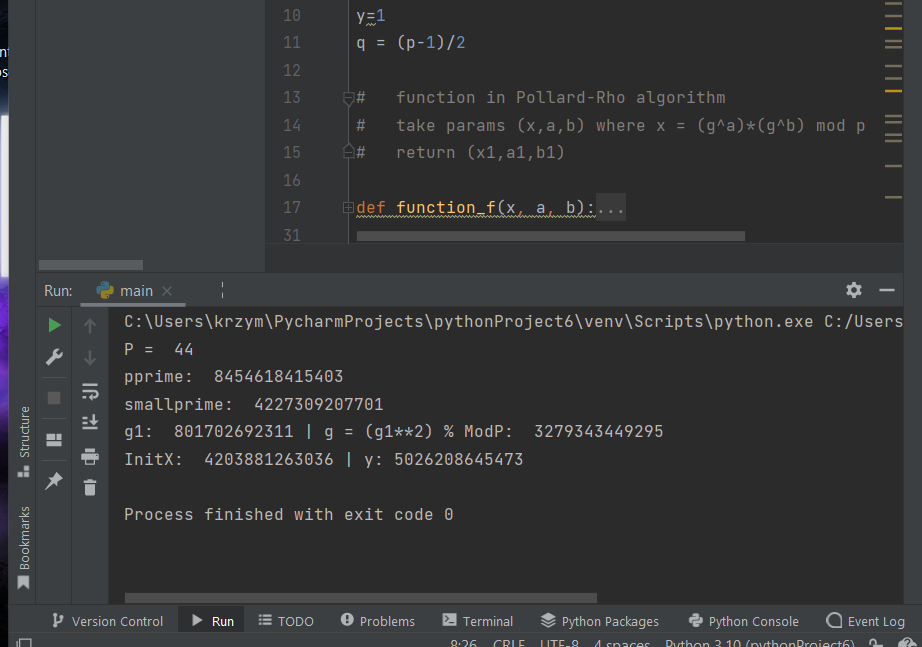 10 y=1
11 q = (p-1)/2
12
13 # function in Pollard-Rho algorithm
14 # take params (x,a,b) where x = (g^a)*(g^b) mod p
15 # return (x1,a1,b1)
16
17 def function_f(x, a, b):...
31
Run: main
C:\Users\krzym\PycharmProjects\pythonProject6\venv\Scripts\python.exe C:/Users
P =  44
pprime:  8454618415403
smallprime:  4227309207701
g1:  801702692311 | g = (g1**2) % ModP:  3279343449295
InitX:  4203881263036 | y: 5026208645473
Process finished with exit code 0
Structure
Bookmarks
Version Control Run TODO Problems Terminal Python Packages Python Console Event Log
8:26 CRLF UTF-8 4 spaces Python 3.10 (pythonProject6)